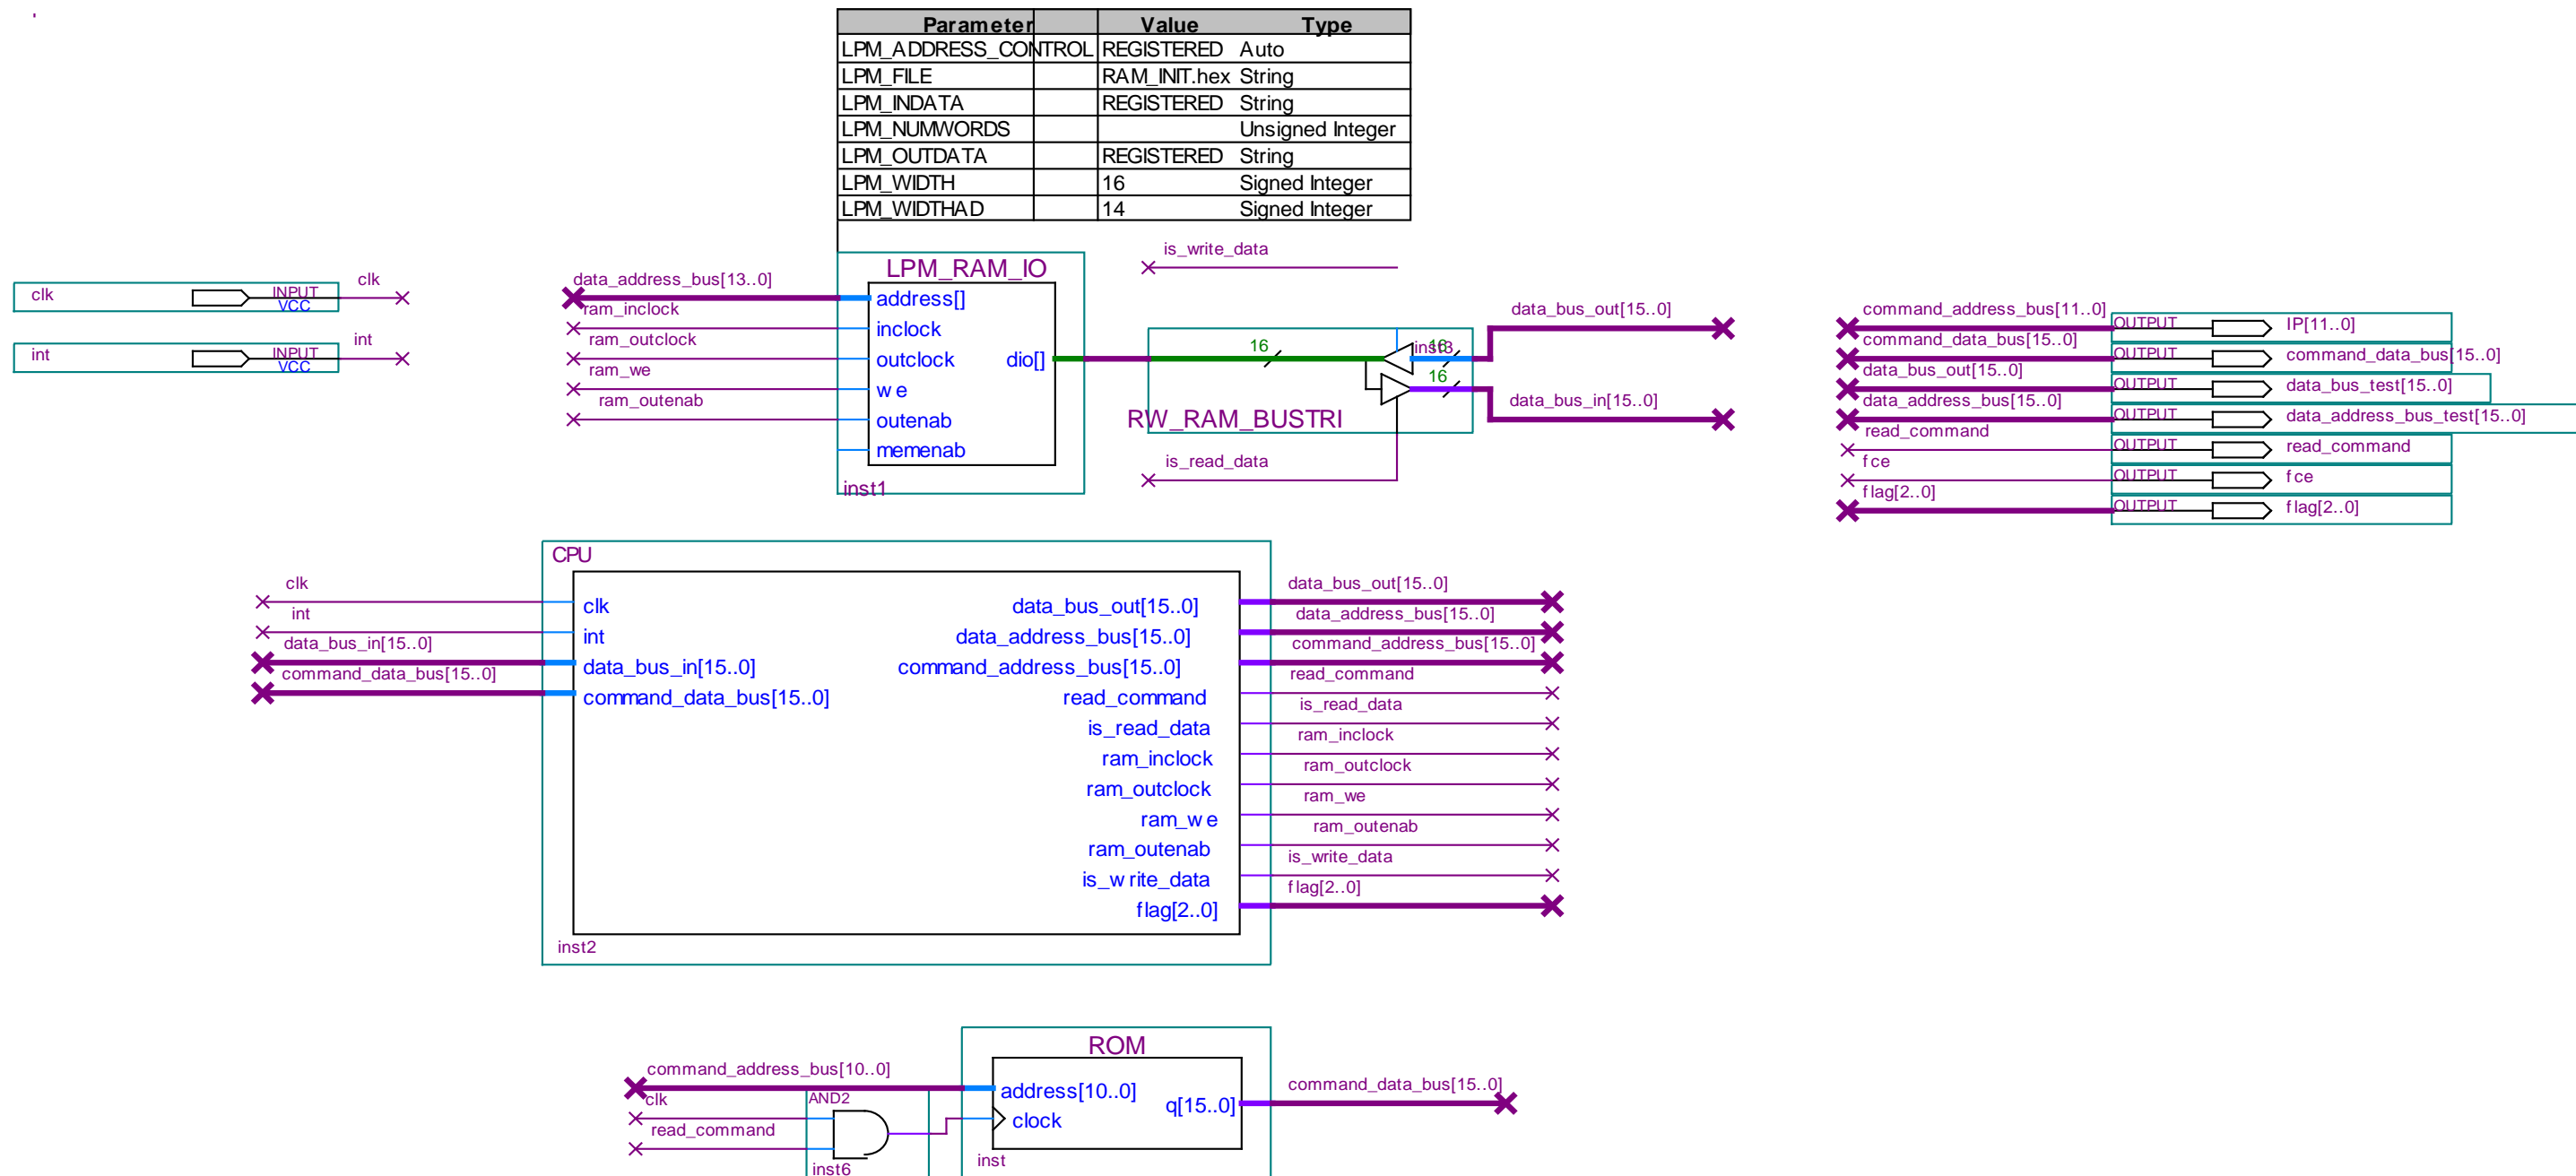 Parameter Value Type
LPM_ADDRESS_CONTROL REGISTERED Auto
LPM_FILE RAM_INIT.hex String
LPM_INDATA REGISTERED String
LPM_NUMWORDS Unsigned Integer
LPM_OUTDATA REGISTERED String
LPM_WIDTH 16 Signed Integer
LPM_WIDTHAD 14 Signed Integer
clk INPUT VCC clk
int INPUT VCC int
LPM_RAM_IO
data_address_bus[13..0] address[]
ram_inclock inclock
ram_outclock outclock dio[]
ram_we we
ram_outenab outenab
memenab
inst1
is_write_data
16 inst3 16
16
RW_RAM_BUSTRI
is_read_data
data_bus_out[15..0]
data_bus_in[15..0]
command_address_bus[11..0] OUTPUT IP[11..0]
command_data_bus[15..0] OUTPUT command_data_bus[15..0]
data_bus_out[15..0] OUTPUT data_bus_test[15..0]
data_address_bus[15..0] OUTPUT data_address_bus_test[15..0]
read_command OUTPUT read_command
fce OUTPUT fce
flag[2..0] OUTPUT flag[2..0]
CPU
clk clk
int int
data_bus_in[15..0] data_bus_in[15..0]
command_data_bus[15..0] command_data_bus[15..0]
data_bus_out[15..0] data_bus_out[15..0]
data_address_bus[15..0] data_address_bus[15..0]
command_address_bus[15..0] command_address_bus[15..0]
read_command read_command
is_read_data is_read_data
ram_inclock ram_inclock
ram_outclock ram_outclock
ram_we ram_we
ram_outenab ram_outenab
is_write_data is_write_data
flag[2..0] flag[2..0]
inst2
ROM
command_address_bus[10..0] address[10..0]
clk AND2 clock
read_command
inst6
q[15..0] command_data_bus[15..0]
inst